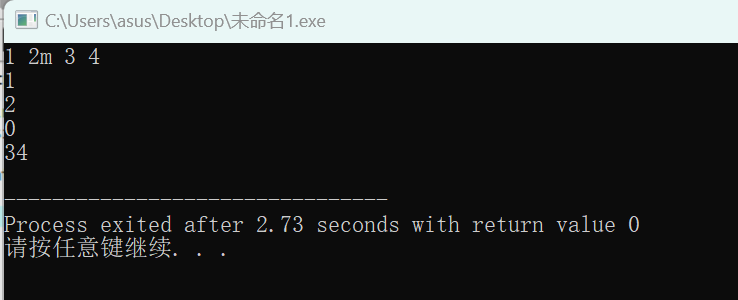 C:\Users\asus\Desktop\未命名1.exe
1 2m 3 4
1
2
0
34
--------------------------------
Process exited after 2.73 seconds with return value 0
请按任意键继续. . .